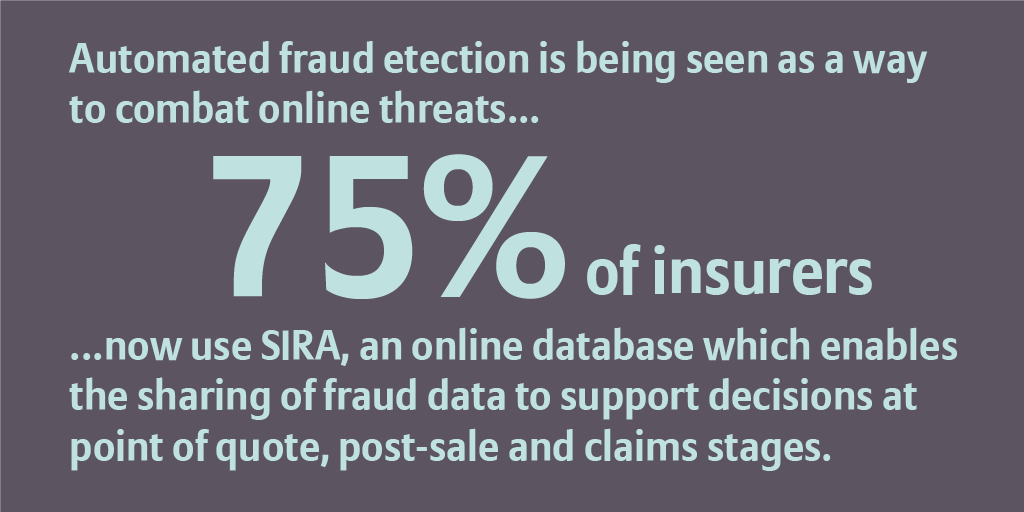 Automated fraud etection is being seen as a way
to combat online threats...
75% of insurers
...now use SIRA, an online database which enables
the sharing of fraud data to support decisions at
point of quote, post-sale and claims stages.